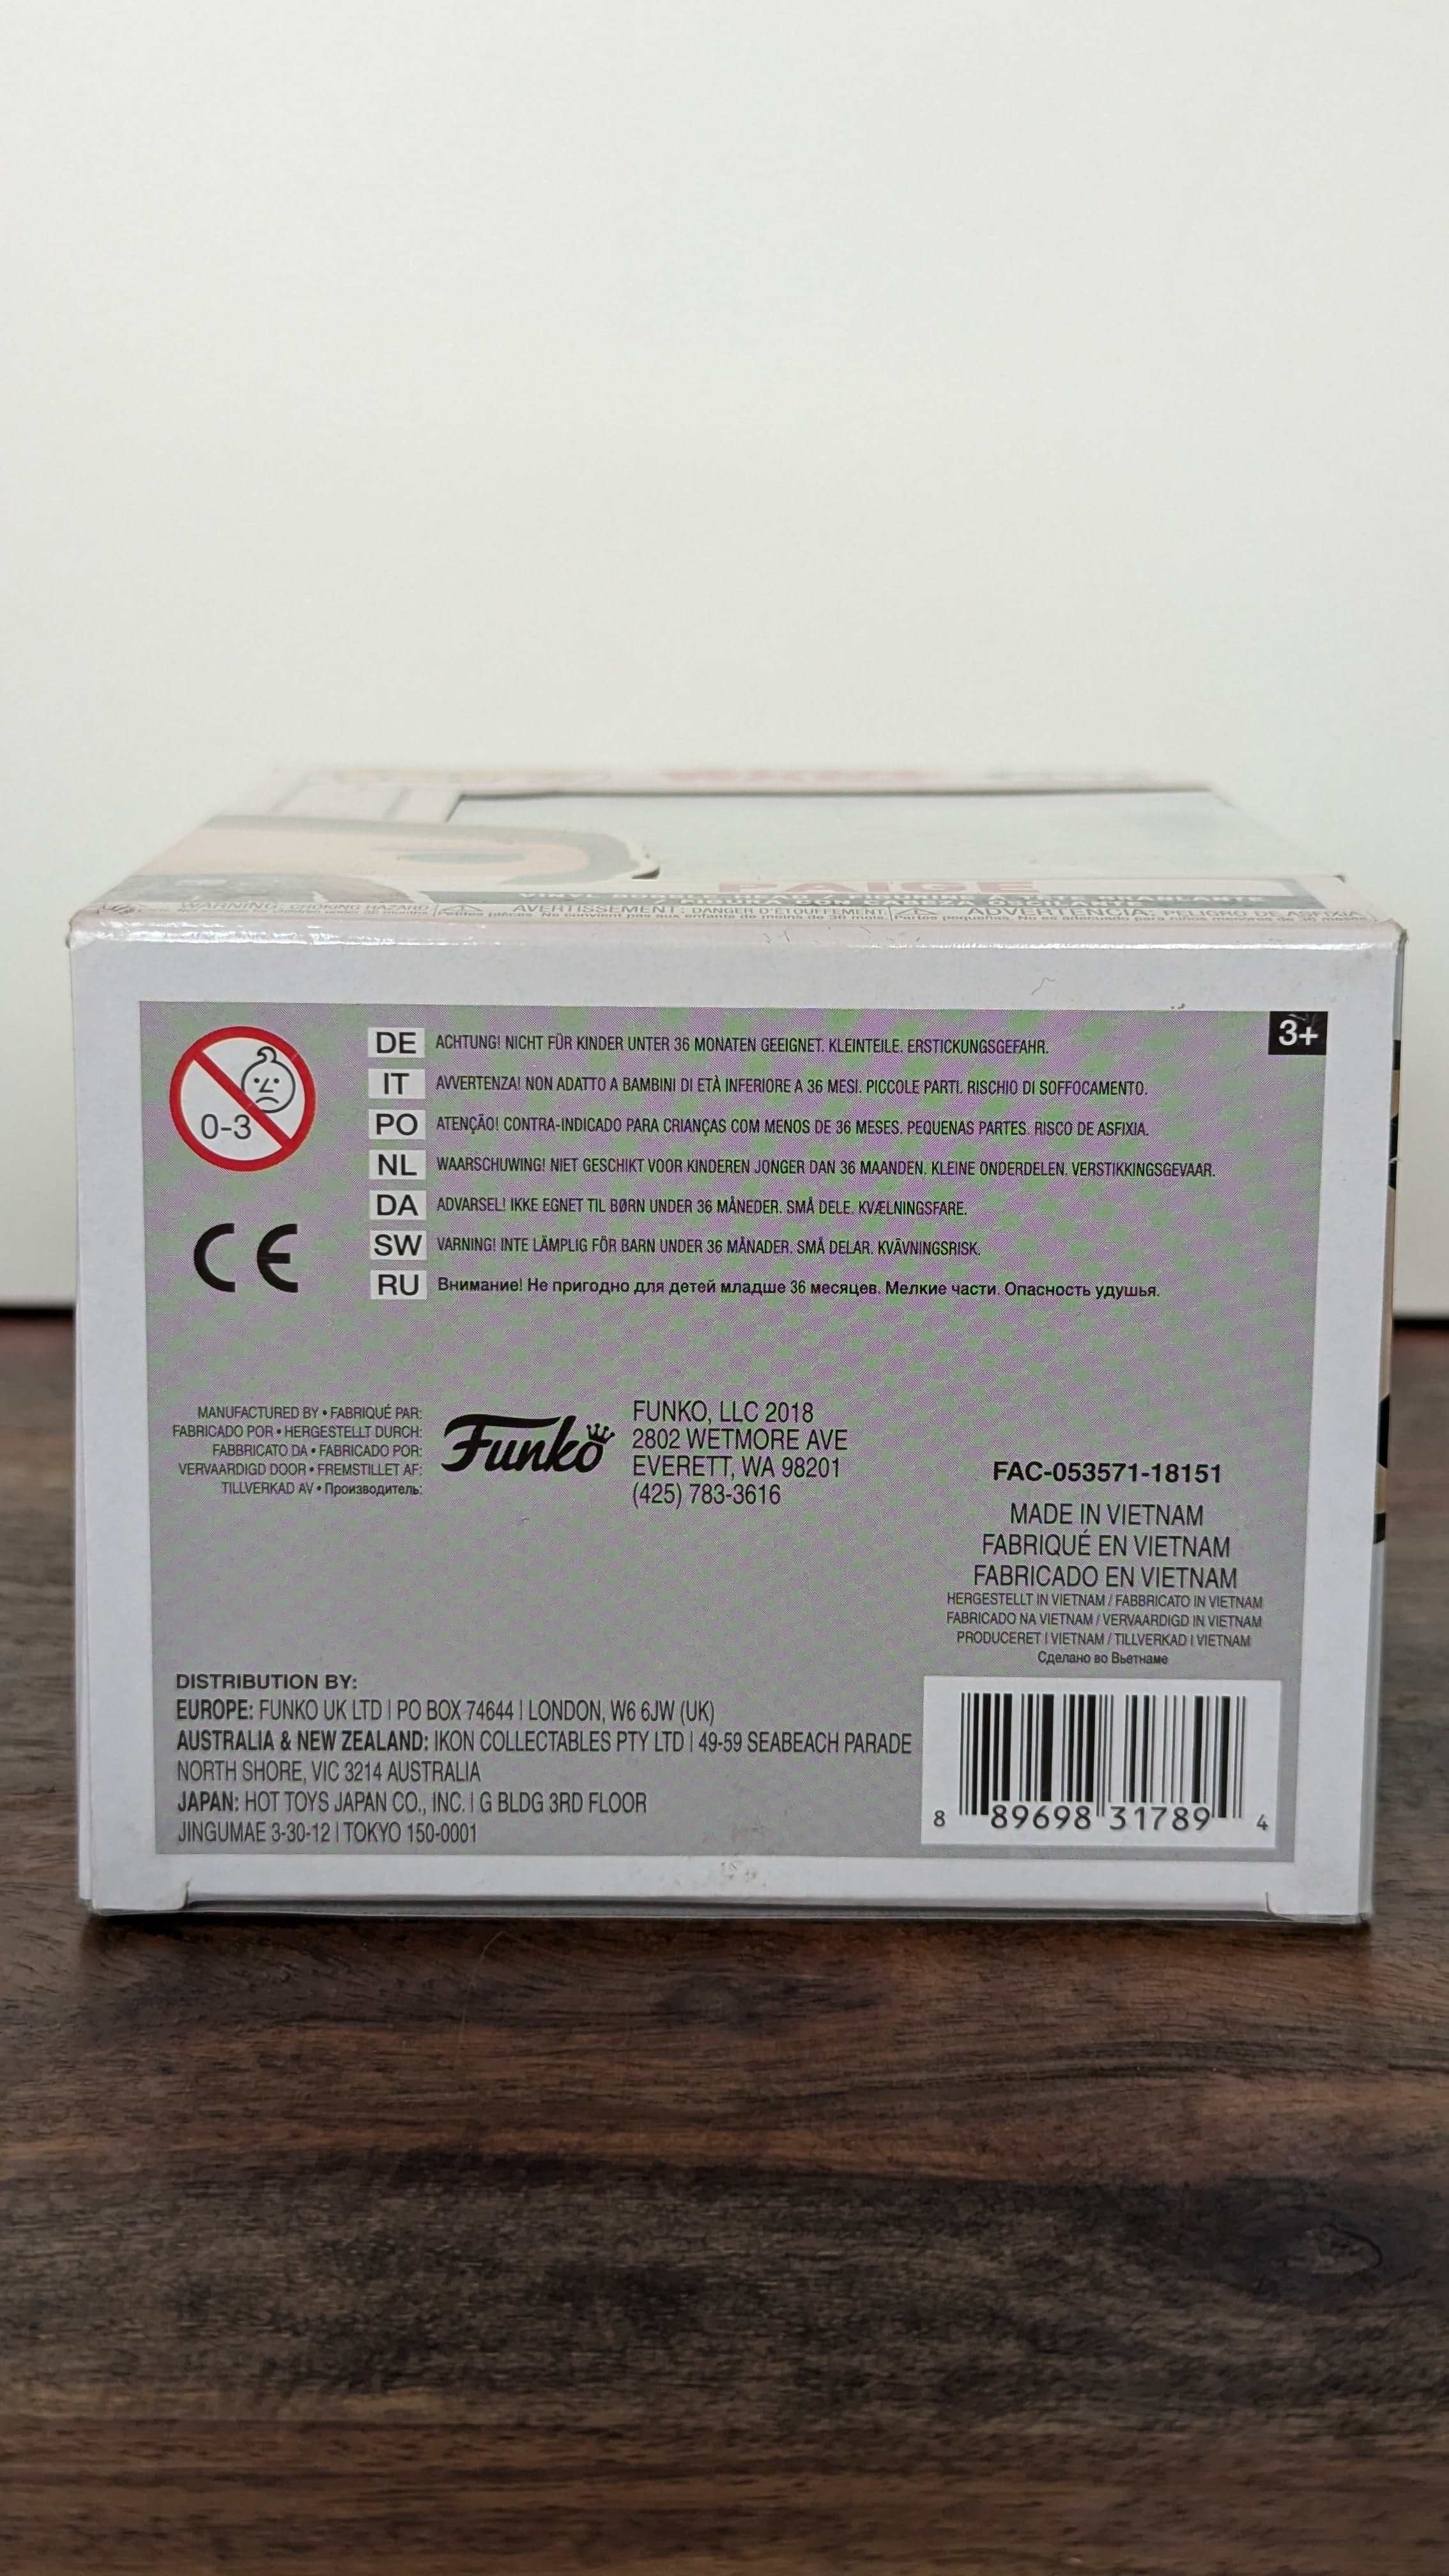 PAIGE
WARNING: CHOKING HAZARD
AVERTISSEMENT: DANGER D'ÉTOUFFEMENT
ADVERTENCIA: PELIGRO DE ASFIXIA
3+
0-3
DE ACHTUNG! NICHT FÜR KINDER UNTER 36 MONATEN GEEIGNET. KLEINTEILE. ERSTICKUNGSGEFAHR.
IT AVVERTENZA! NON ADATTO A BAMBINI DI ETÀ INFERIORE A 36 MESI. PICCOLE PARTI. RISCHIO DI SOFFOCAMENTO.
PO ATENÇÃO! CONTRA-INDICADO PARA CRIANÇAS COM MENOS DE 36 MESES. PEQUENAS PARTES. RISCO DE ASFIXIA.
NL WAARSCHUWING! NIET GESCHIKT VOOR KINDEREN JONGER DAN 36 MAANDEN. KLEINE ONDERDELEN. VERSTIKKINGSGEVAAR.
DA ADVARSEL! IKKE EGNET TIL BØRN UNDER 36 MÅNEDER. SMÅ DELE. KVÆLNINGSFARE.
SW VARNING! INTE LÄMPLIG FÖR BARN UNDER 36 MÅNADER. SMÅ DELAR. KVÄVNINGSRISK.
RU Внимание! Не пригодно для детей младше 36 месяцев. Мелкие части. Опасность удушья.
CE
MANUFACTURED BY • FABRIQUÉ PAR:
FABRICADO POR • HERGESTELLT DURCH:
FABBRICATO DA • FABRICADO POR:
VERVAARDIGD DOOR • FREMSTILLET AF:
TILLVERKAD AV • Производитель:
Funko
FUNKO, LLC 2018
2802 WETMORE AVE
EVERETT, WA 98201
(425) 783-3616
FAC-053571-18151
MADE IN VIETNAM
FABRIQUÉ EN VIETNAM
FABRICADO EN VIETNAM
HERGESTELLT IN VIETNAM / FABBRICATO IN VIETNAM
FABRICADO NA VIETNAM / VERVAARDIGD IN VIETNAM
PRODUCERET I VIETNAM / TILLVERKAD I VIETNAM
Сделано во Вьетнаме
DISTRIBUTION BY:
EUROPE: FUNKO UK LTD | PO BOX 74644 | LONDON, W6 6JW (UK)
AUSTRALIA & NEW ZEALAND: IKON COLLECTABLES PTY LTD | 49-59 SEABEACH PARADE
NORTH SHORE, VIC 3214 AUSTRALIA
JAPAN: HOT TOYS JAPAN CO., INC. | G BLDG 3RD FLOOR
JINGUMAE 3-30-12 | TOKYO 150-0001
8 89698 31789 4